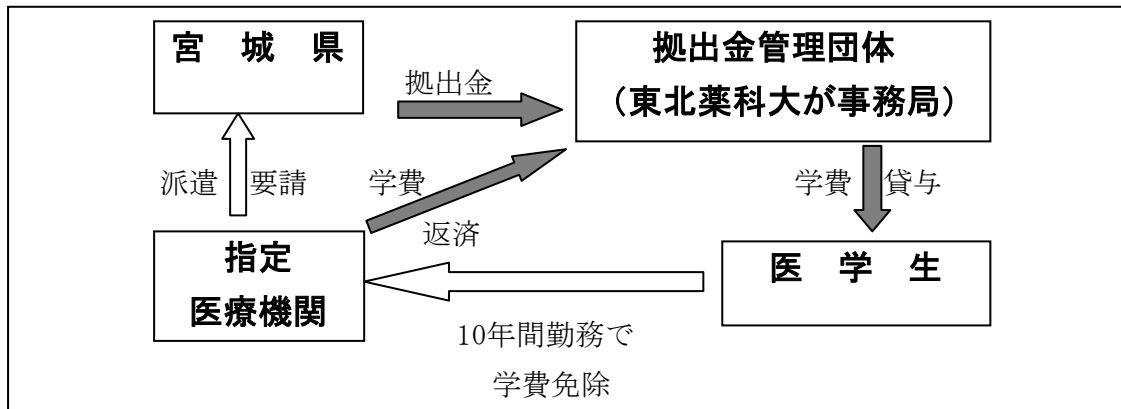 宮 城 県
拠出金
拠出金管理団体
（東北薬科大が事務局）
派遣 要請
学費
返済
学費 貸与
指定
医療機関
医 学 生
10年間勤務で
学費免除